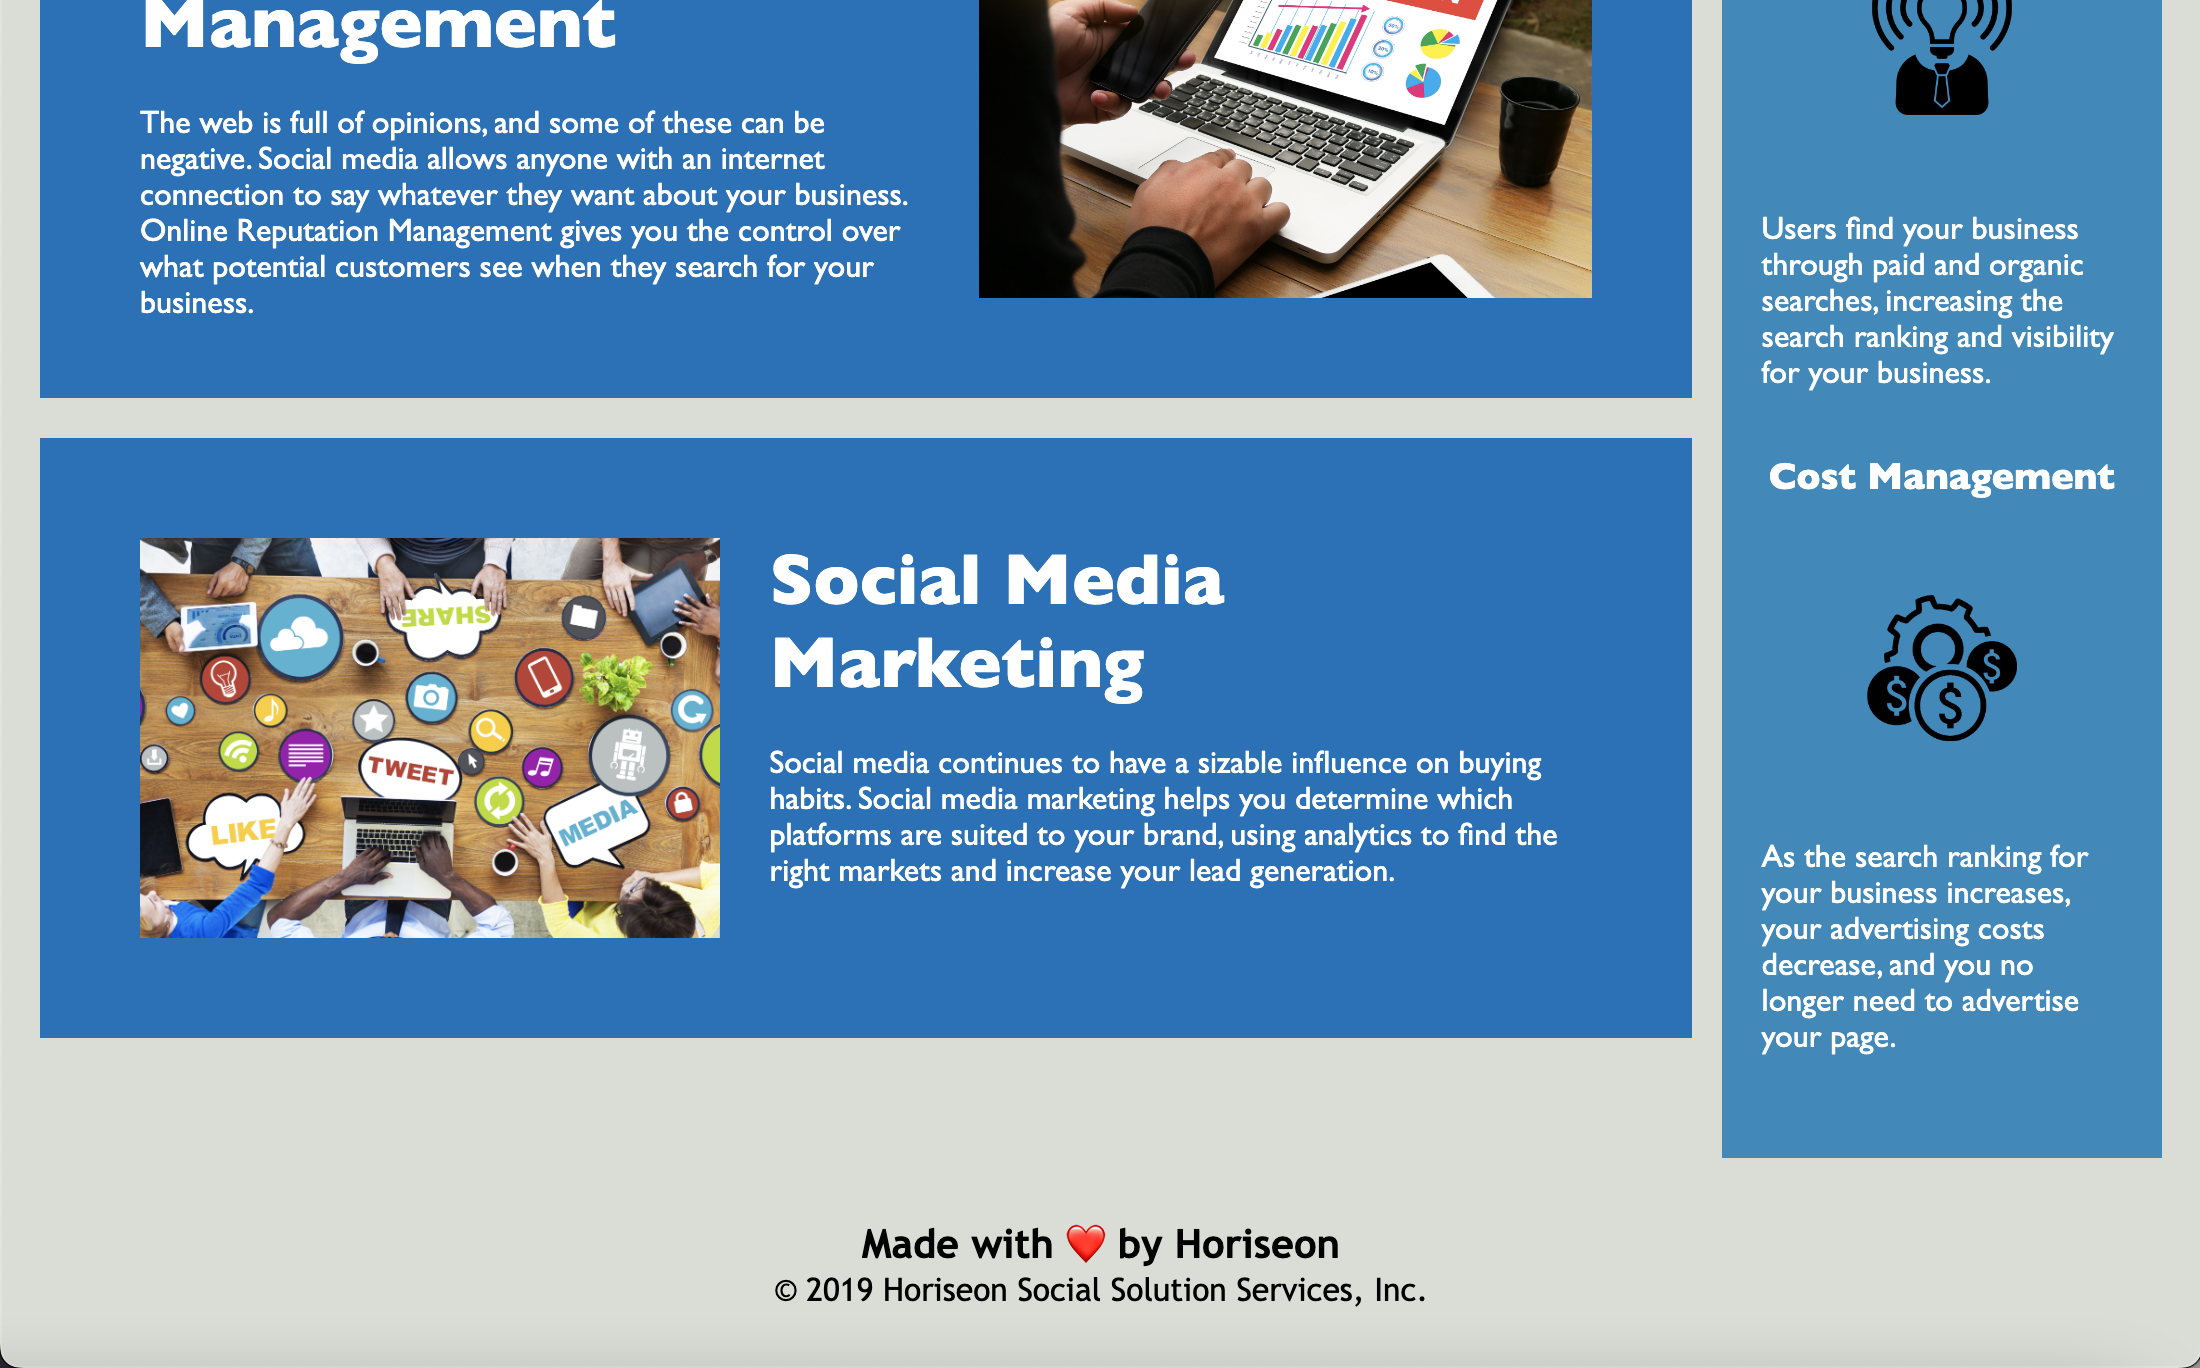 Management
The web is full of opinions, and some of these can be
negative. Social media allows anyone with an internet
connection to say whatever they want about your business.
Online Reputation Management gives you the control over
what potential customers see when they search for your
business.
SHARE
TWEET
LIKE
MEDIA
Social Media
Marketing
Social media continues to have a sizable influence on buying
habits. Social media marketing helps you determine which
platforms are suited to your brand, using analytics to find the
right markets and increase your lead generation.
Users find your business
through paid and organic
searches, increasing the
search ranking and visibility
for your business.
Cost Management
$ $ $
As the search ranking for
your business increases,
your advertising costs
decrease, and you no
longer need to advertise
your page.
Made with ❤️ by Horiseon
© 2019 Horiseon Social Solution Services, Inc.